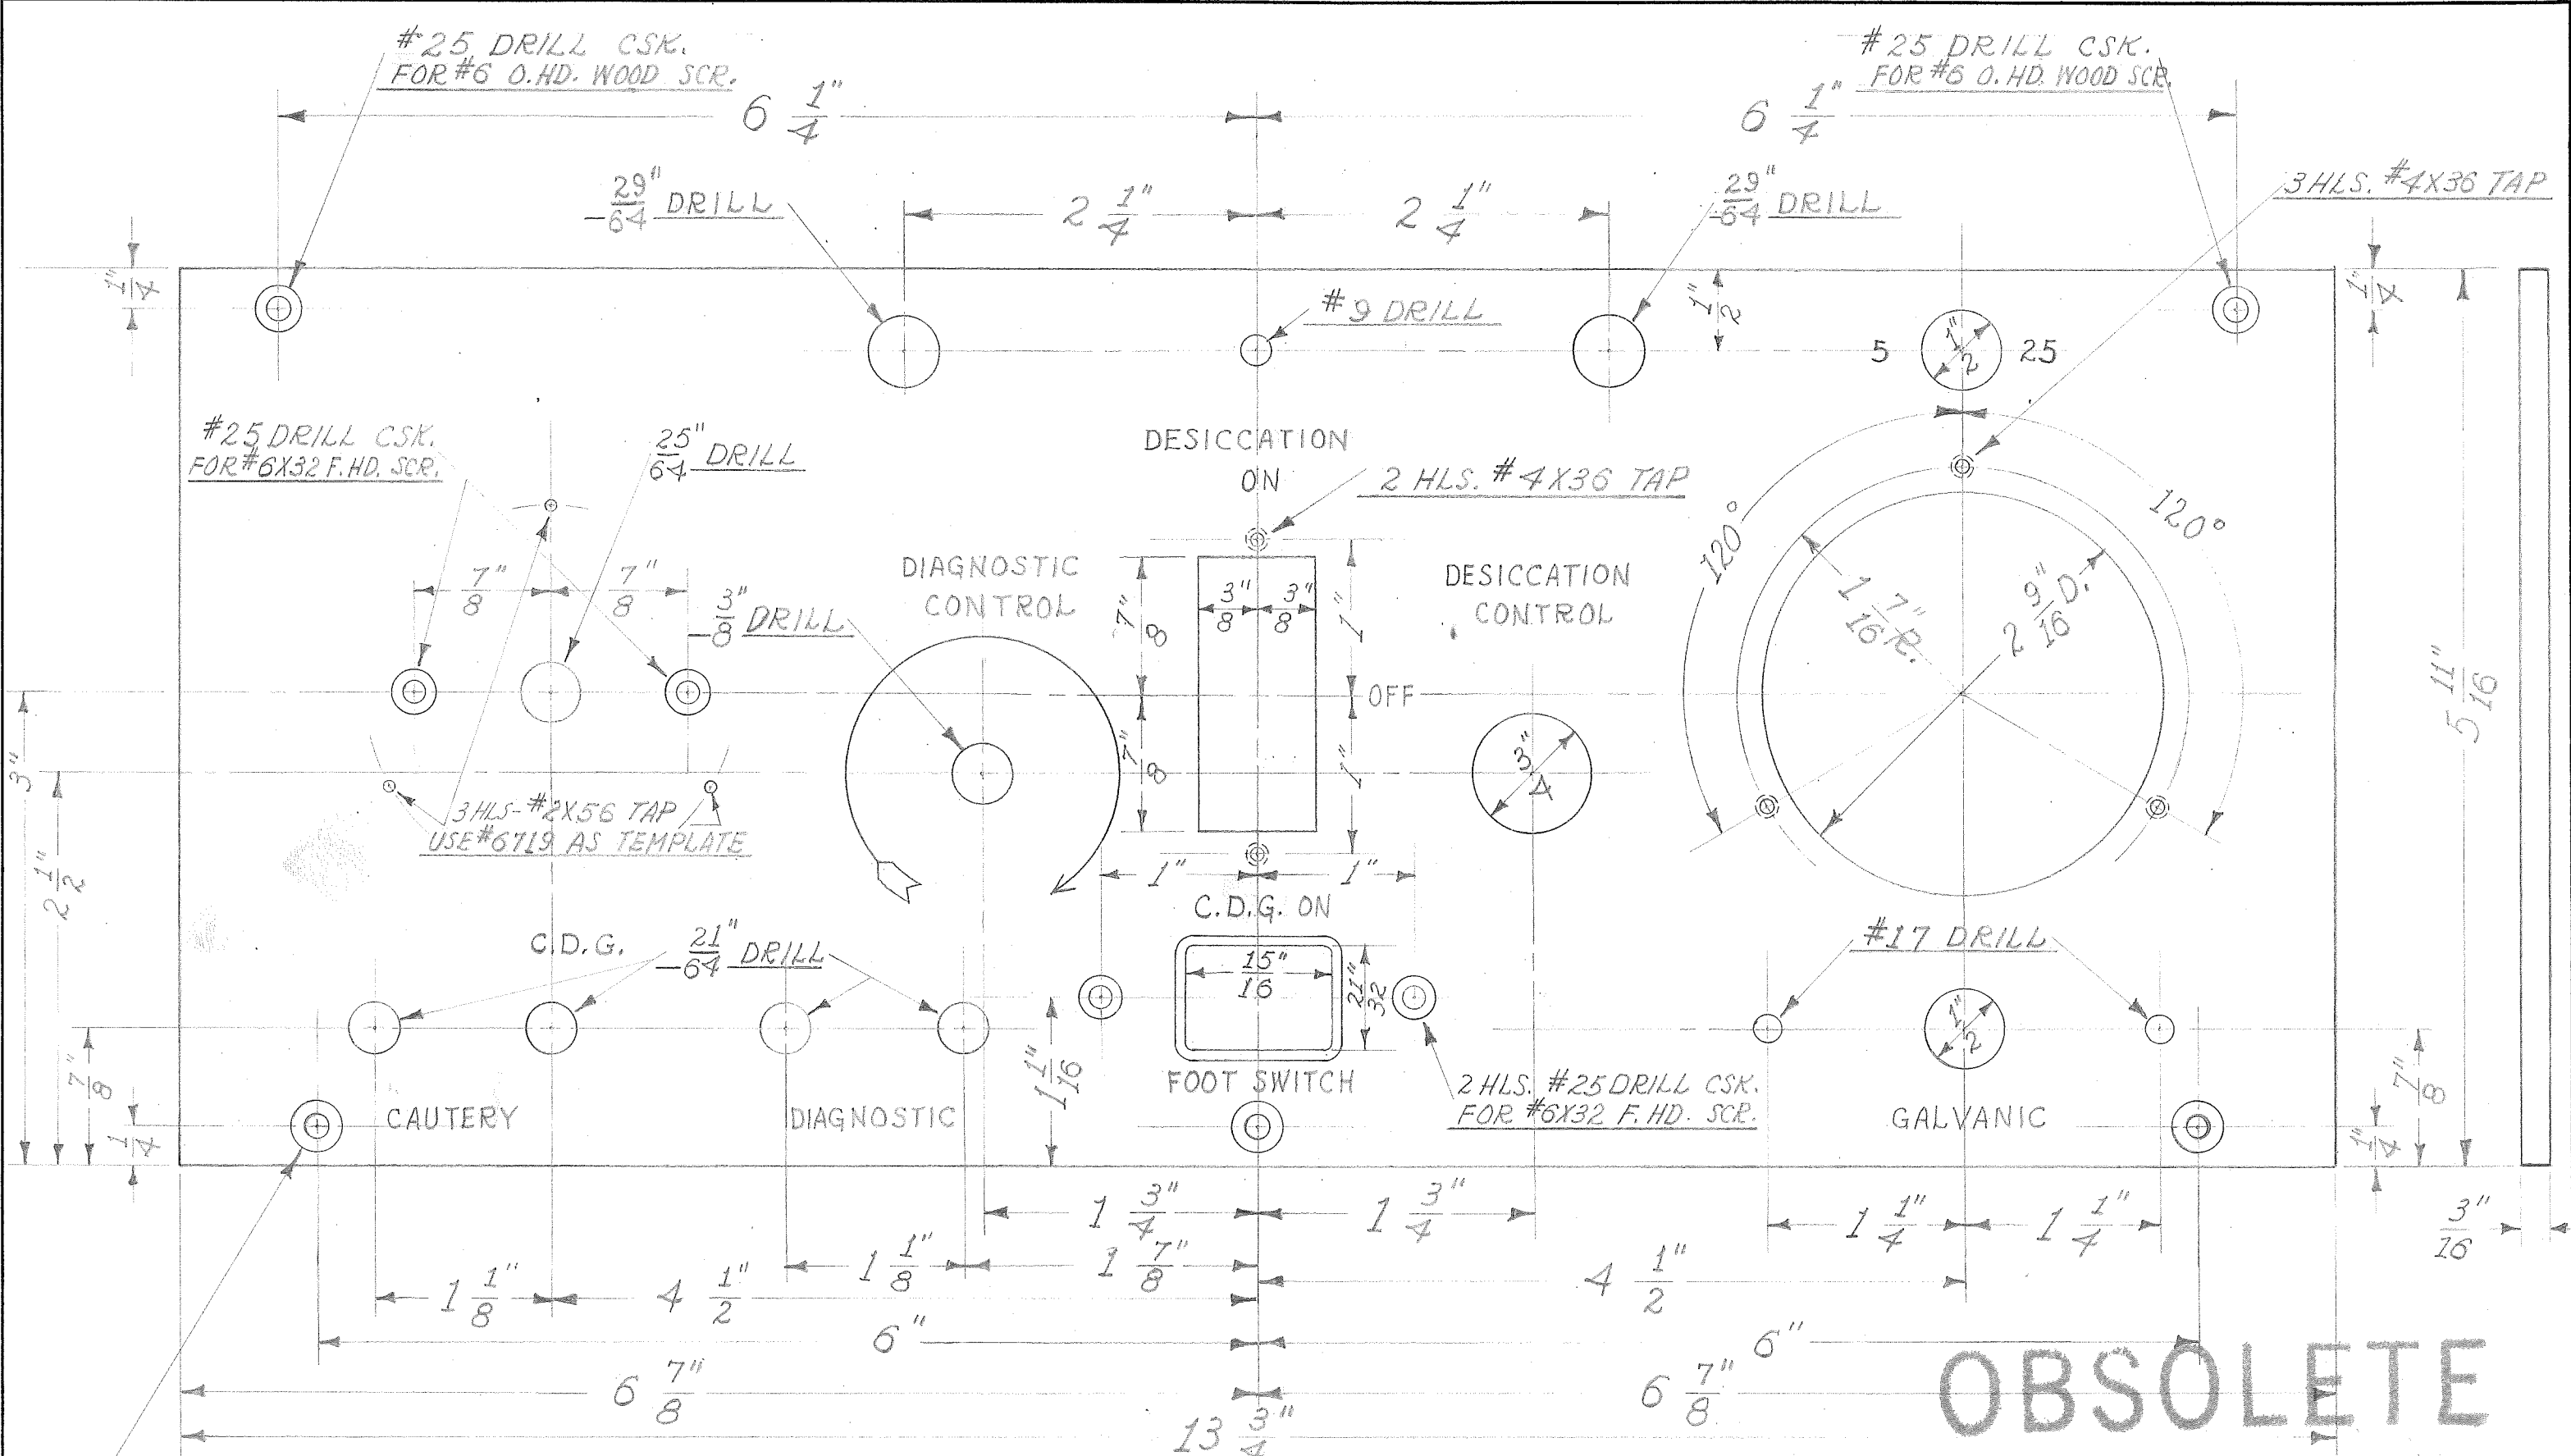 #25 DRILL CSK.
FOR #6 O.HD. WOOD SCR.
#25 DRILL CSK.
FOR #6 O.HD. WOOD SCR.
6 1/4"
6 1/4"
29/64" DRILL
2 1/4"
2 1/4"
29/64" DRILL
3 HLS. #4X36 TAP
1/4"
#9 DRILL
1/2"
5
1/2"
25
1/4"
#25 DRILL CSK.
FOR #6X32 F.HD. SCR.
25/64" DRILL
DESICCATION
ON
2 HLS. #4X36 TAP
120°
120°
7/8"
7/8"
DIAGNOSTIC
CONTROL
3/8" DRILL
7/8"
3/8"
3/8"
1"
DESICCATION
CONTROL
1 7/16" R.
2 9/16" D.
5 11/16"
OFF
3"
7/8"
1"
3/4"
3 HLS- #2X56 TAP
USE #6719 AS TEMPLATE
2 1/2"
1"
1"
C.D.G. ON
C.D.G.
21/64" DRILL
15/16"
21/32"
#17 DRILL
1/2"
7/8"
1 1/16"
FOOT SWITCH
2 HLS. #25 DRILL CSK.
FOR #6X32 F. HD. SCR.
7/8"
1/4"
CAUTERY
DIAGNOSTIC
GALVANIC
1/4"
1 3/4"
1 3/4"
1 1/4"
1 1/4"
3/16"
1 1/8"
1 7/8"
1 1/8"
4 1/2"
4 1/2"
6"
6"
6 7/8"
6 7/8"
13 3/4"
OBSOLETE